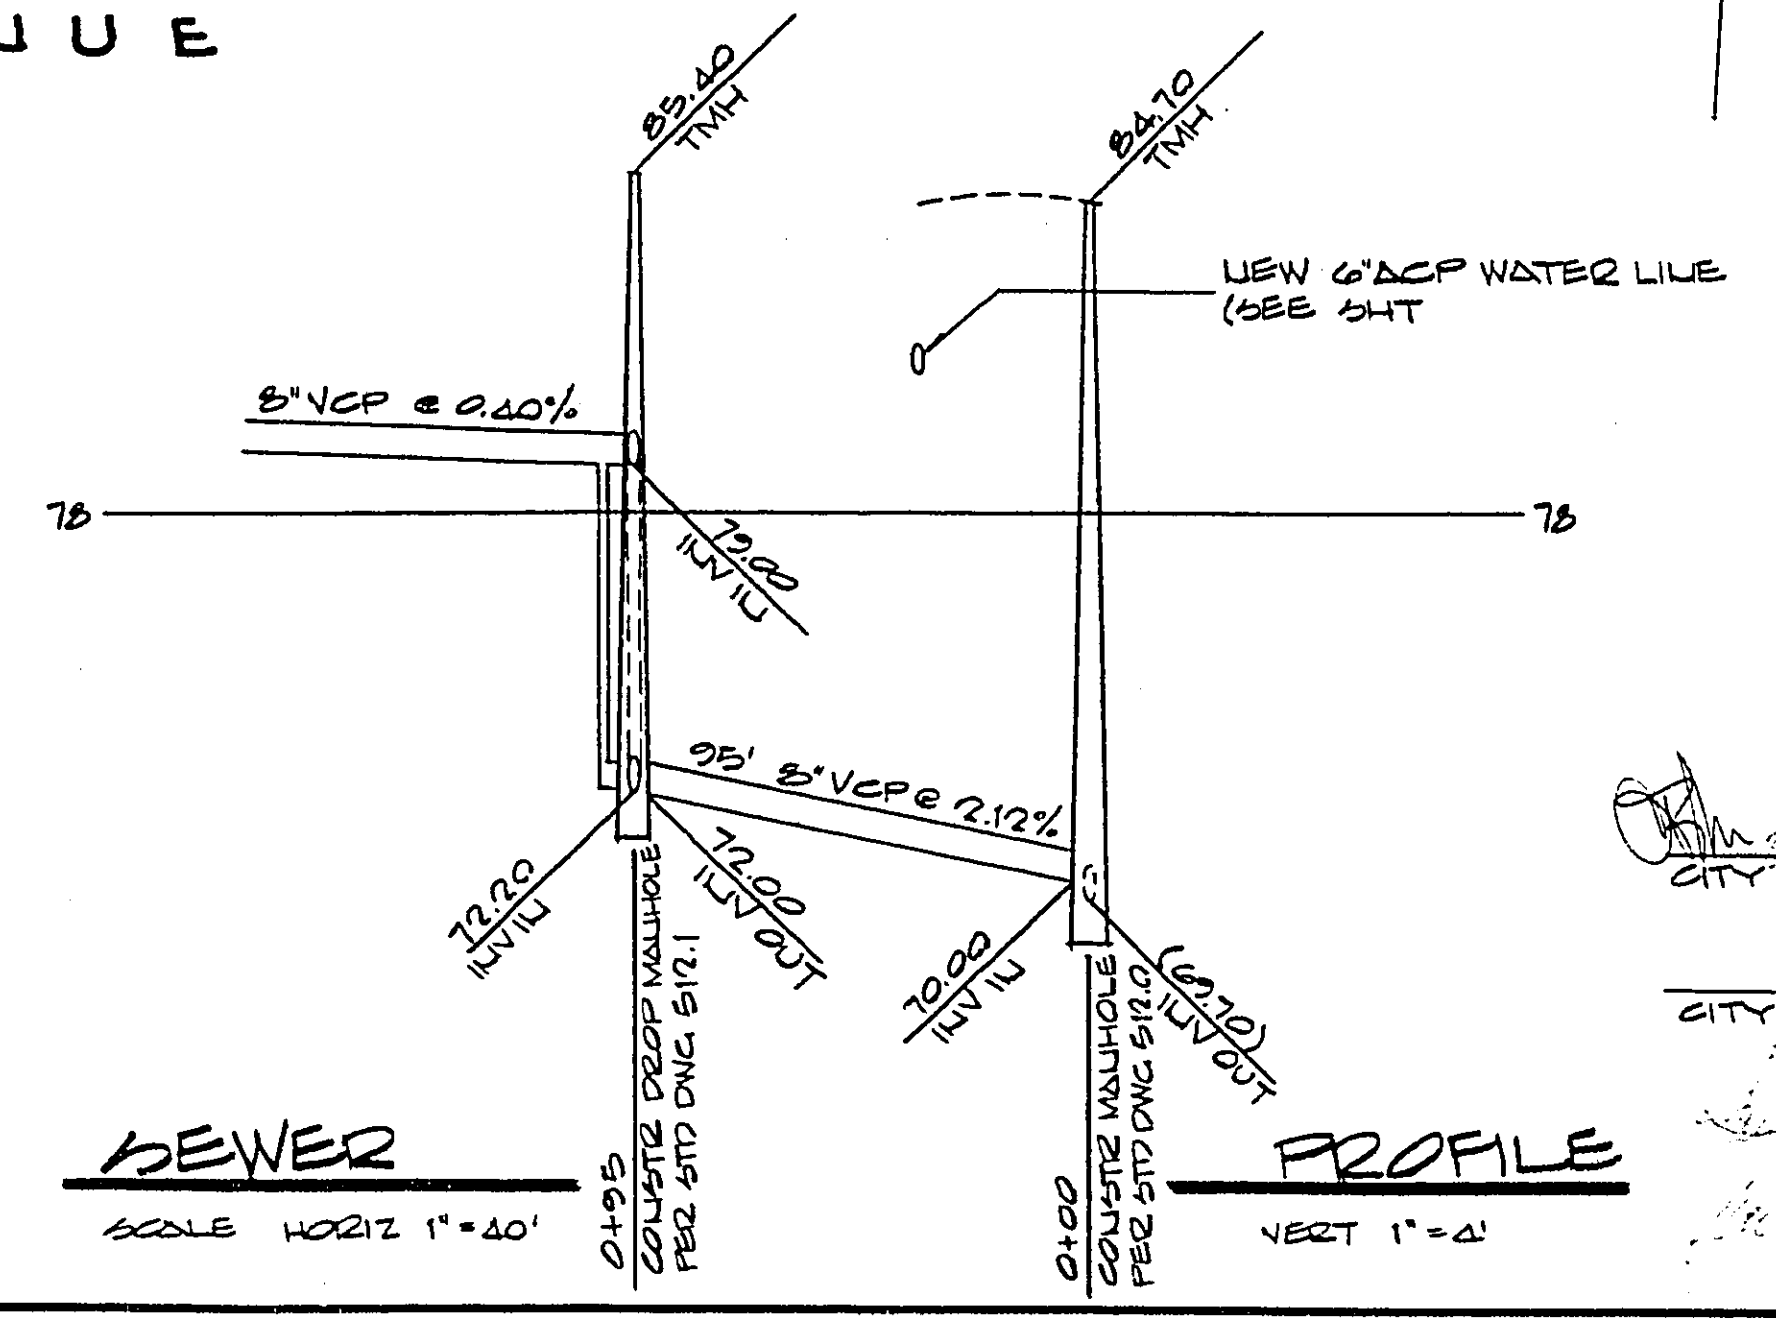 NUE
85.40
TMH
84.70
TMH
NEW 6" ACP WATER LINE
(SEE SHT
8" VCP @ 0.40%
78
78
79.00
INV IN
95' 8" VCP @ 2.12%
72.20
INV IN
72.00
INV OUT
70.00
INV IN
(69.70)
INV OUT
0+95
CONSTR DROP MANHOLE
PER STD DWG 512.1
0+00
CONSTR MANHOLE
PER STD DWG 512.0
SEWER PROFILE
SCALE HORIZ 1" = 40' VERT 1" = 4'
CITY
CITY